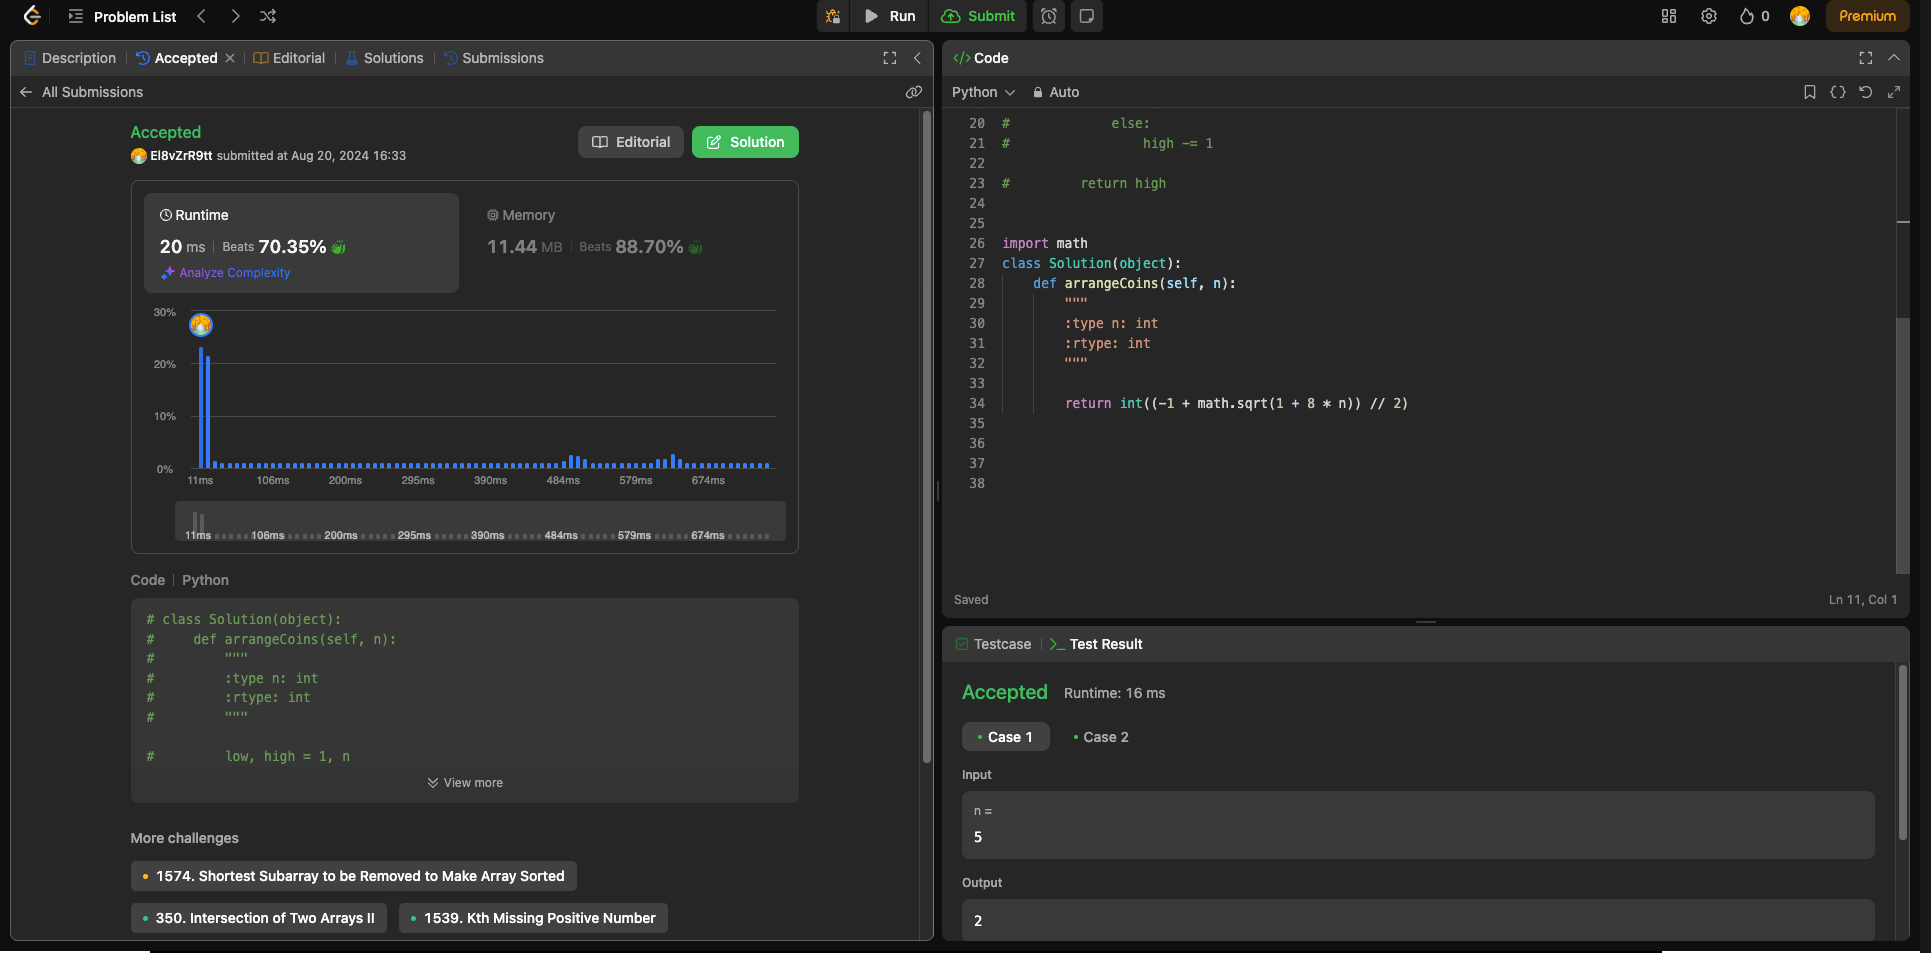 Problem List
Run
Submit
0
Premium
Description
Accepted
Editorial
Solutions
Submissions
All Submissions
Accepted
El8vZrR9tt submitted at Aug 20, 2024 16:33
Editorial
Solution
Runtime
20 ms | Beats 70.35%
Analyze Complexity
Memory
11.44 MB | Beats 88.70%
30%
20%
10%
0%
11ms 106ms 200ms 295ms 390ms 484ms 579ms 674ms
11ms 106ms 200ms 295ms 390ms 484ms 579ms 674ms
Code | Python
# class Solution(object):
#     def arrangeCoins(self, n):
#         """
#         :type n: int
#         :rtype: int
#         """
#         low, high = 1, n
View more
More challenges
1574. Shortest Subarray to be Removed to Make Array Sorted
350. Intersection of Two Arrays II
1539. Kth Missing Positive Number
</> Code
Python
Auto
20 #             else:
21 #                 high -= 1
22
23 #         return high
24
25
26 import math
27 class Solution(object):
28     def arrangeCoins(self, n):
29         """
30         :type n: int
31         :rtype: int
32         """
33
34         return int((-1 + math.sqrt(1 + 8 * n)) // 2)
35
36
37
38
Saved
Ln 11, Col 1
Testcase
Test Result
Accepted Runtime: 16 ms
Case 1
Case 2
Input
n =
5
Output
2